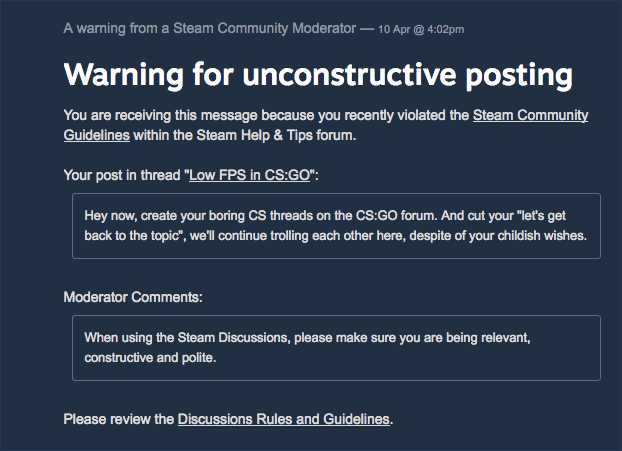 A warning from a Steam Community Moderator — 10 Apr @ 4:02pm
Warning for unconstructive posting
You are receiving this message because you recently violated the Steam Community
Guidelines within the Steam Help & Tips forum.
Your post in thread "Low FPS in CS:GO":
Hey now, create your boring CS threads on the CS:GO forum. And cut your "let's get
back to the topic", we'll continue trolling each other here, despite of your childish wishes.
Moderator Comments:
When using the Steam Discussions, please make sure you are being relevant,
constructive and polite.
Please review the Discussions Rules and Guidelines.